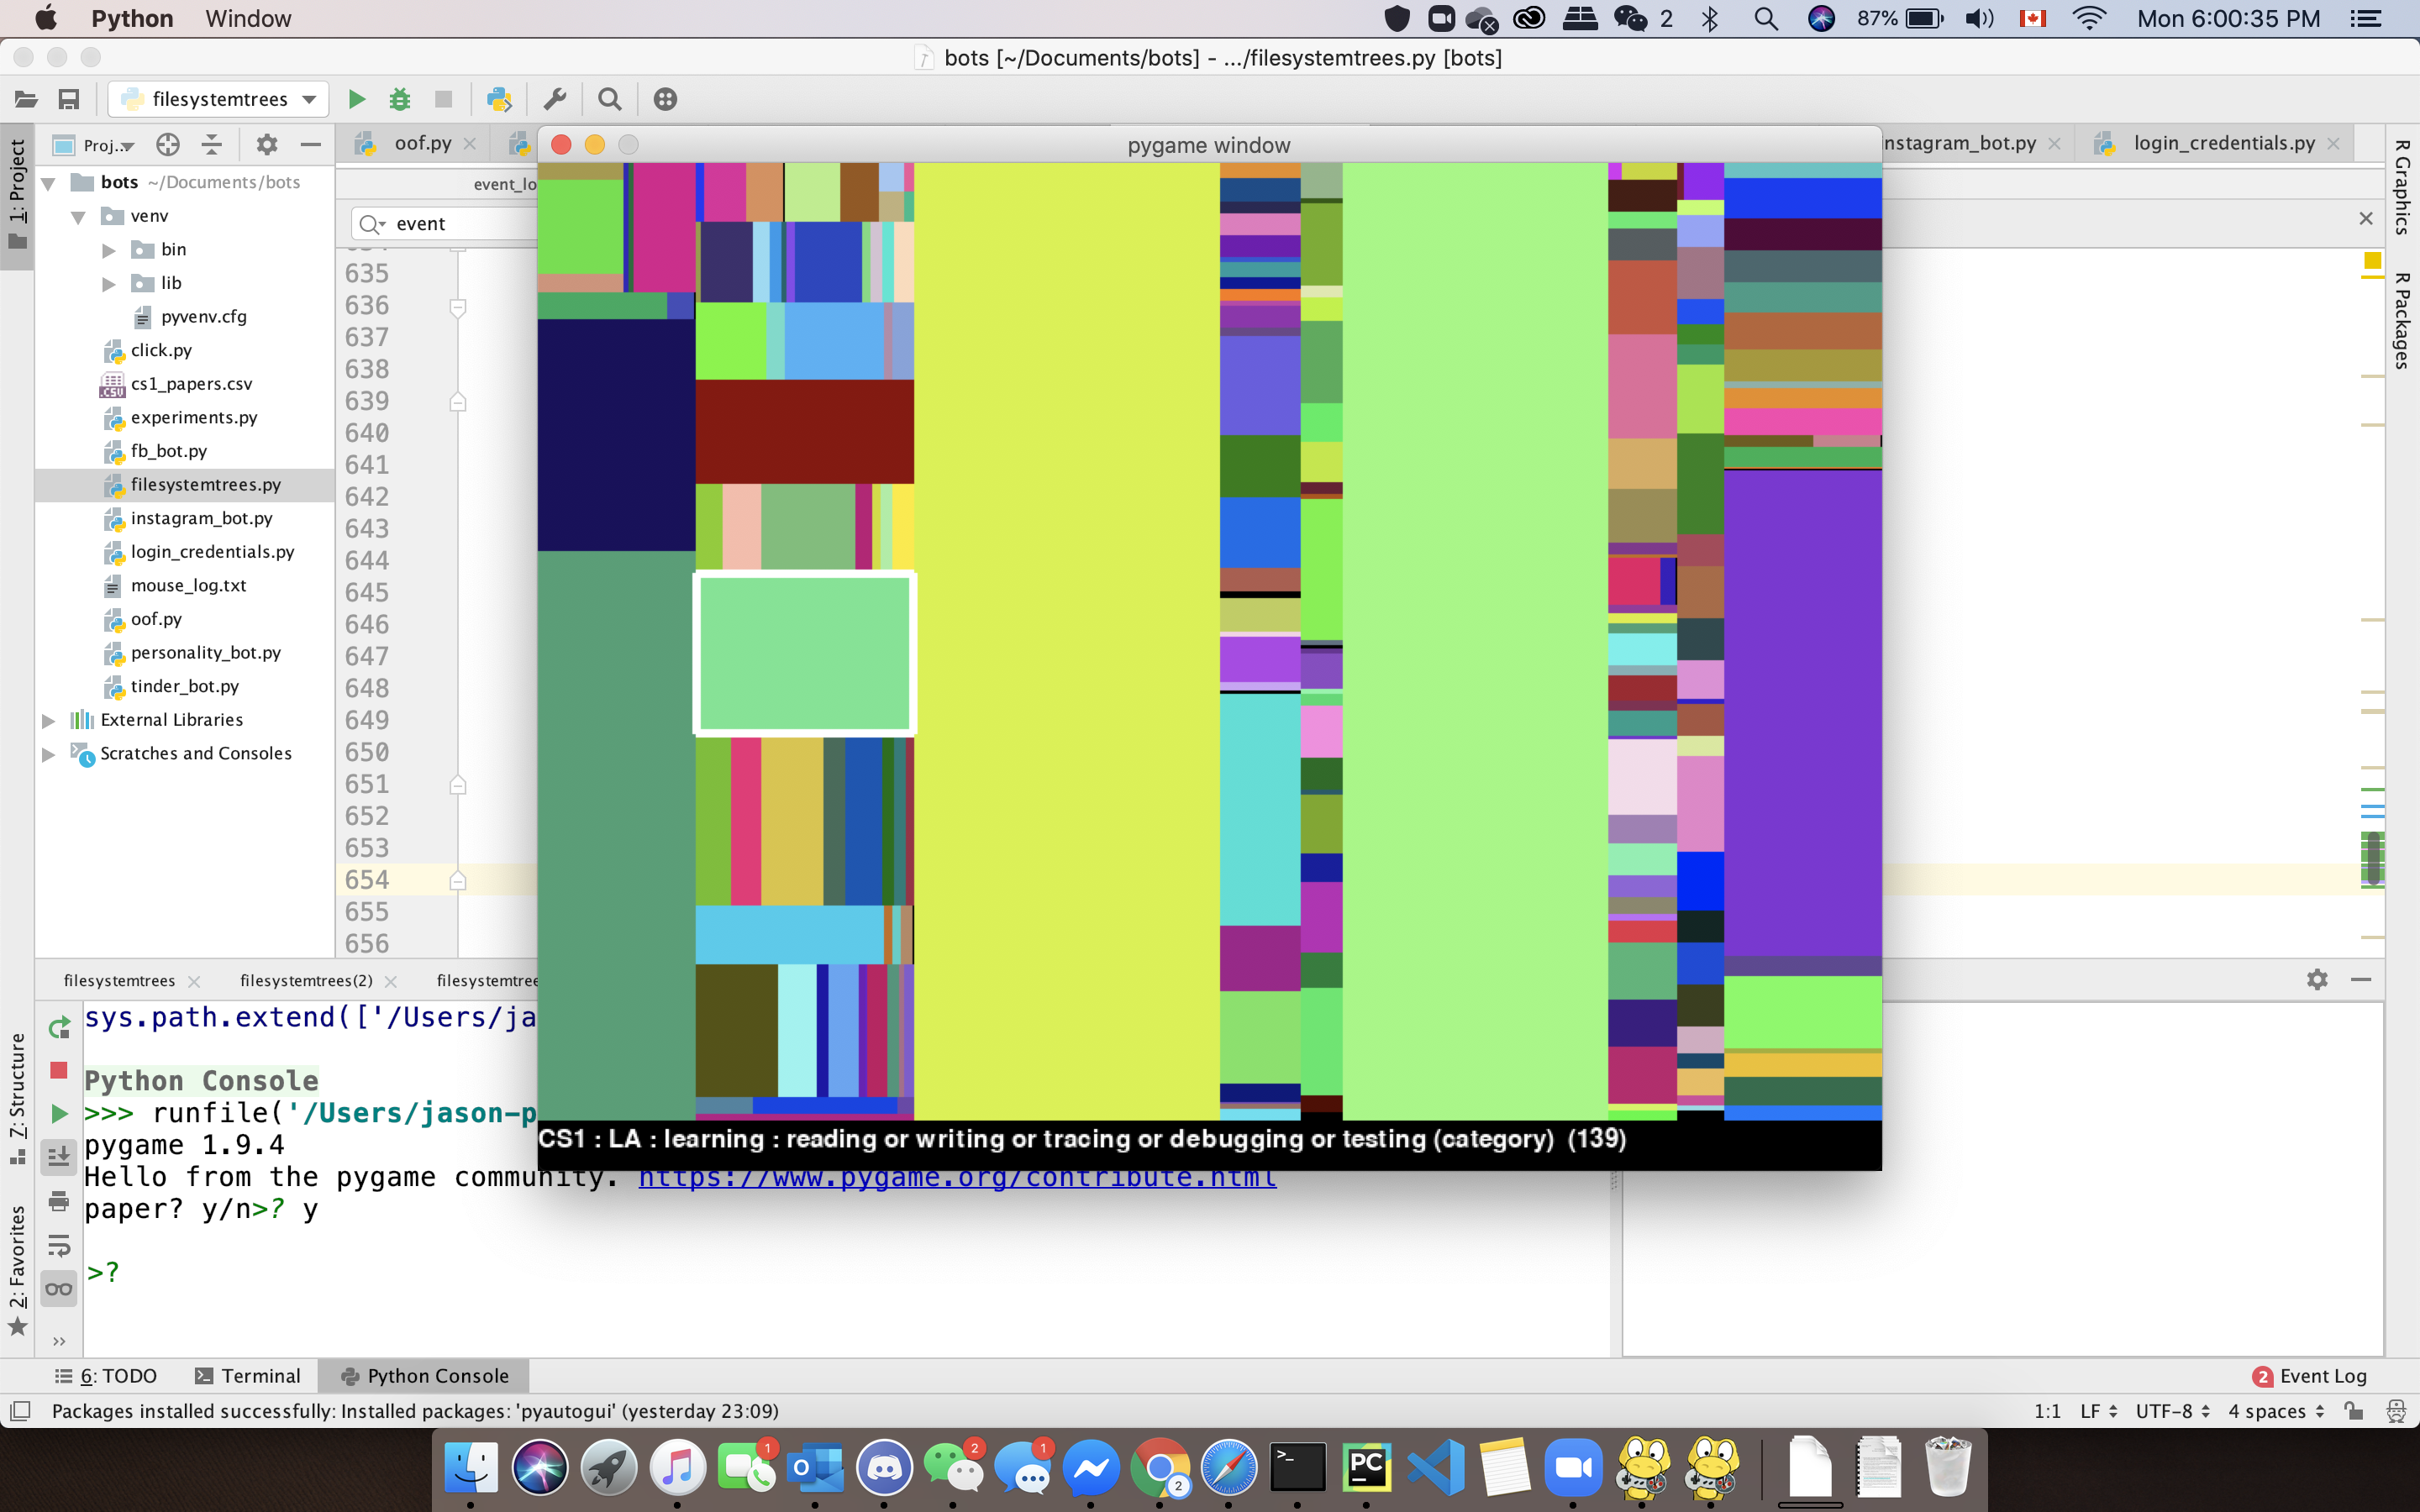 Python Window 2 87% Mon 6:00:35 PM
bots [~/Documents/bots] - .../filesystemtrees.py [bots]
filesystemtrees
1: Project
Proj..
oof.py
pygame window
nstagram_bot.py
login_credentials.py
R Graphics
R Packages
bots ~/Documents/bots
venv
bin
lib
pyvenv.cfg
click.py
cs1_papers.csv
experiments.py
fb_bot.py
filesystemtrees.py
instagram_bot.py
login_credentials.py
mouse_log.txt
oof.py
personality_bot.py
tinder_bot.py
External Libraries
Scratches and Consoles
event_lo
event
635
636
637
638
639
640
641
642
643
644
645
646
647
648
649
650
651
652
653
654
655
656
CS1 : LA : learning : reading or writing or tracing or debugging or testing (category) (139)
filesystemtrees
filesystemtrees(2)
filesystemtree
7: Structure
2: Favorites
sys.path.extend(['/Users/ja
Python Console
>>> runfile('/Users/jason-p
pygame 1.9.4
Hello from the pygame community. https://www.pygame.org/contribute.html
paper? y/n>? y
>?
6: TODO
Terminal
Python Console
2 Event Log
Packages installed successfully: Installed packages: 'pyautogui' (yesterday 23:09)
1:1 LF UTF-8 4 spaces
1
2
1
2
PC